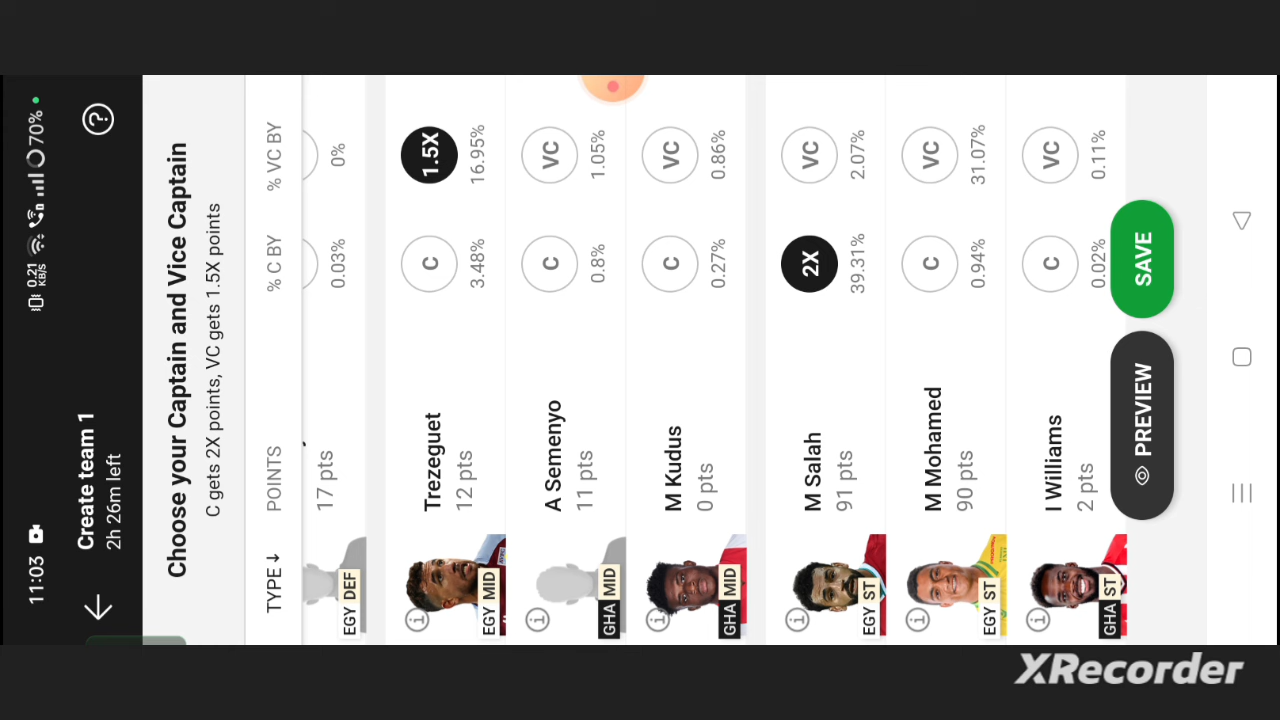 11:03 0.21 KB/S 70%
Create team 1
2h 26m left
Choose your Captain and Vice Captain
C gets 2X points, VC gets 1.5X points
TYPE ↓ POINTS % C BY % VC BY
EGY DEF 17 pts 0.03% 0%
Trezeguet C 1.5X
EGY MID 12 pts 3.48% 16.95%
A Semenyo C VC
GHA MID 11 pts 0.8% 1.05%
M Kudus C VC
GHA MID 0 pts 0.27% 0.86%
M Salah 2X VC
EGY ST 91 pts 39.31% 2.07%
M Mohamed C VC
EGY ST 90 pts 0.94% 31.07%
I Williams C VC
GHA ST 2 pts 0.02% 0.11%
PREVIEW SAVE
XRecorder